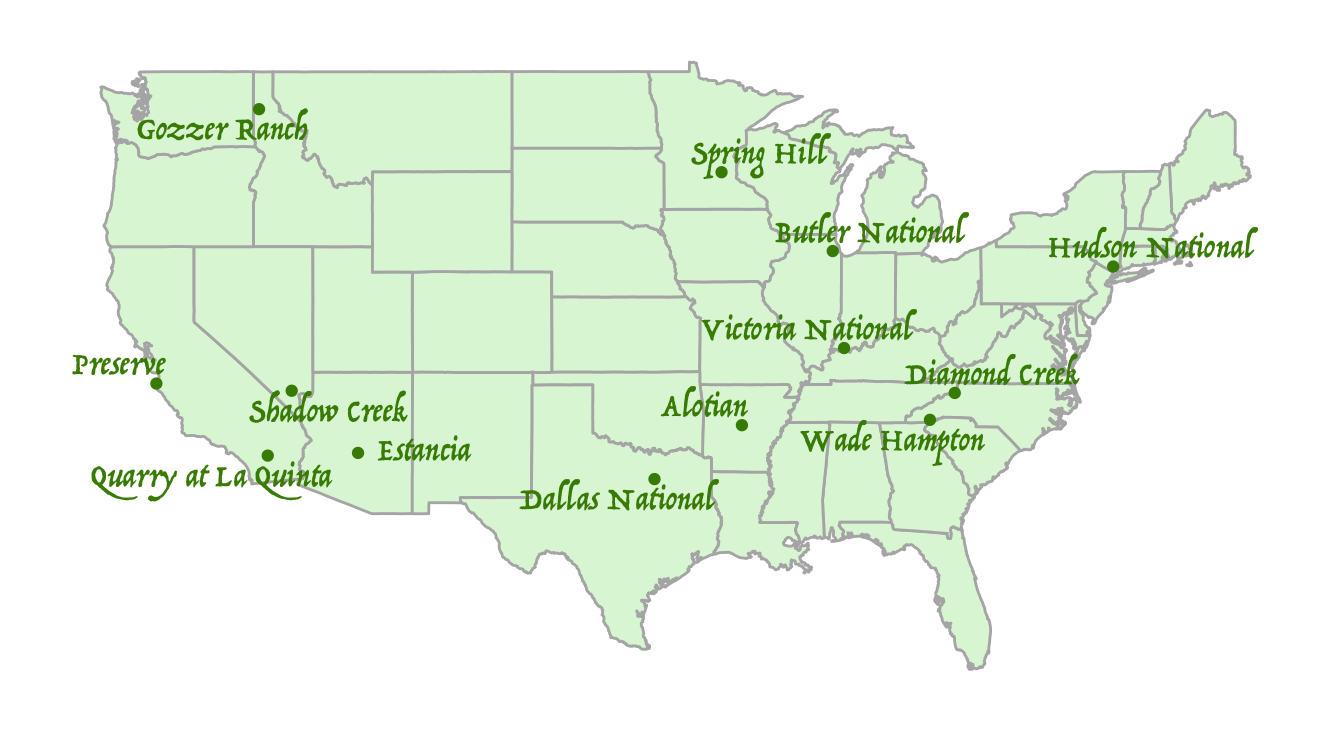 Gozzer Ranch
Spring Hill
Butler National
Hudson National
Victoria National
Preserve
Diamond Creek
Shadow Creek
Alotian
Wade Hampton
Estancia
Quarry at La Quinta
Dallas National